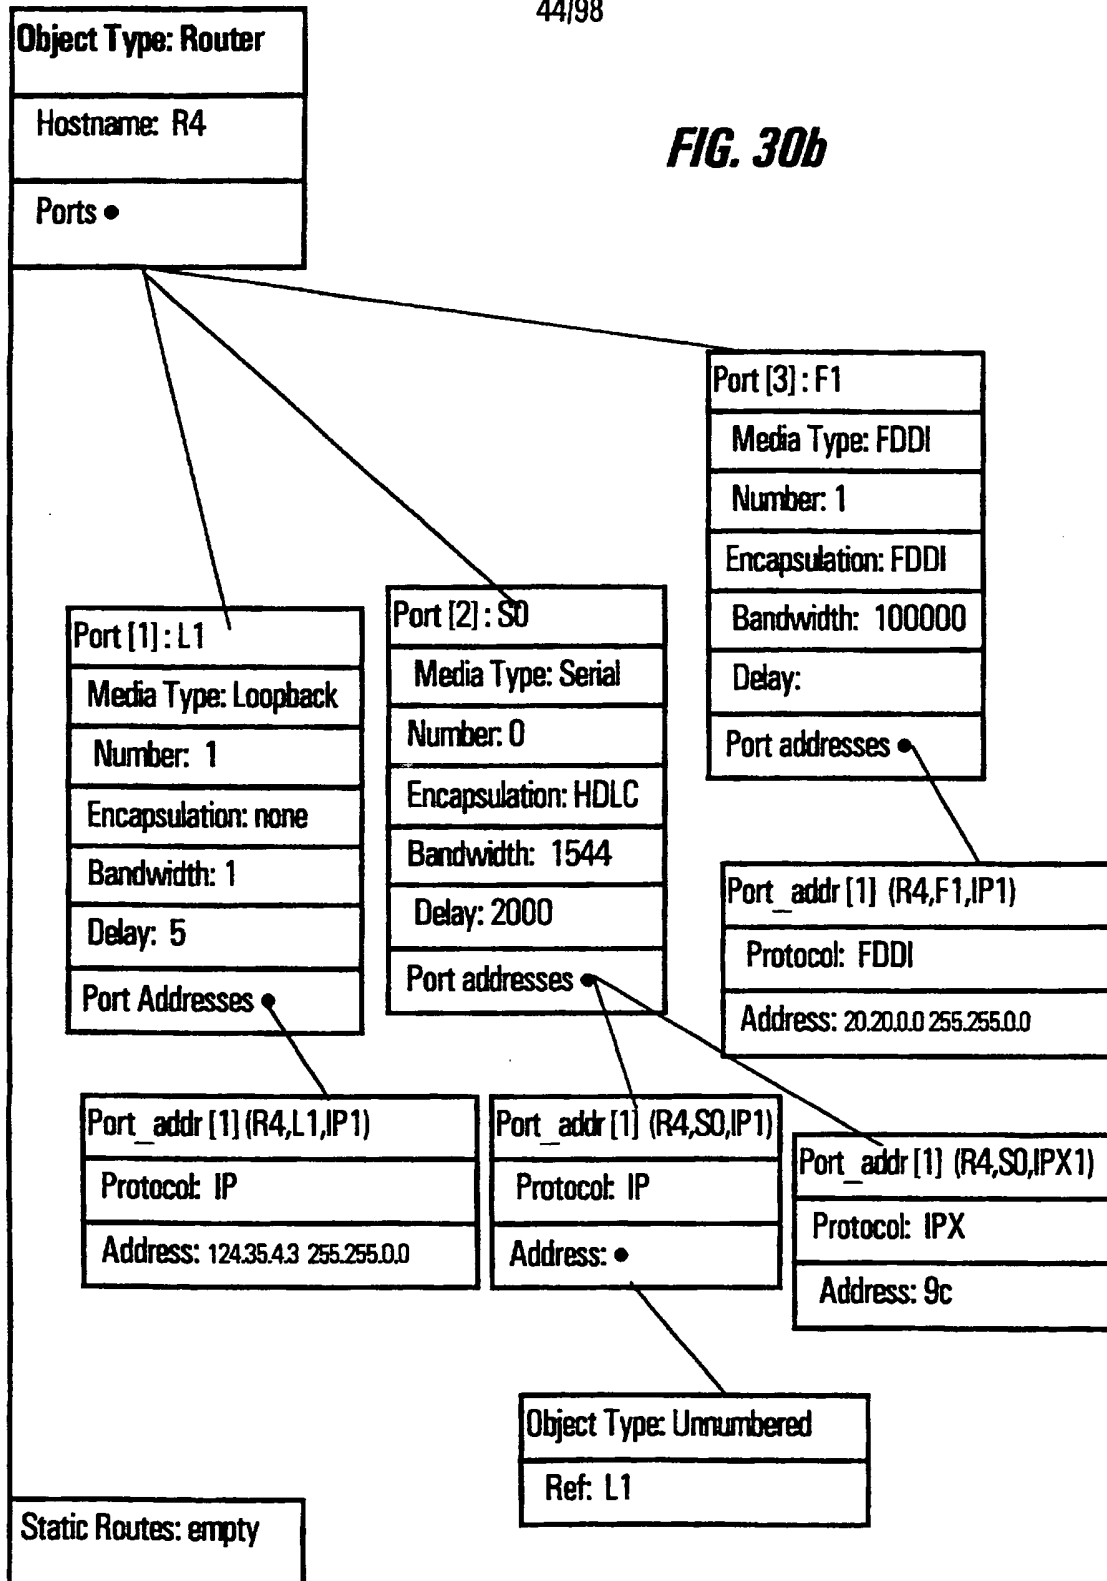 44/98
Object Type: Router
Hostname: R4
Ports
FIG. 30b
Port [3] : F1
Media Type: FDDI
Number: 1
Encapsulation: FDDI
Bandwidth: 100000
Delay:
Port addresses
Port [1] : L1
Media Type: Loopback
Number: 1
Encapsulation: none
Bandwidth: 1
Delay: 5
Port Addresses
Port [2] : S0
Media Type: Serial
Number: 0
Encapsulation: HDLC
Bandwidth: 1544
Delay: 2000
Port addresses
Port_addr [1] (R4,F1,IP1)
Protocol: FDDI
Address: 20.20.0.0 255.255.0.0
Port_addr [1] (R4,L1,IP1)
Protocol: IP
Address: 124.35.4.3 255.255.0.0
Port_addr [1] (R4,S0,IP1)
Protocol: IP
Address:
Port_addr [1] (R4,S0,IPX1)
Protocol: IPX
Address: 9c
Object Type: Unnumbered
Ref: L1
Static Routes: empty